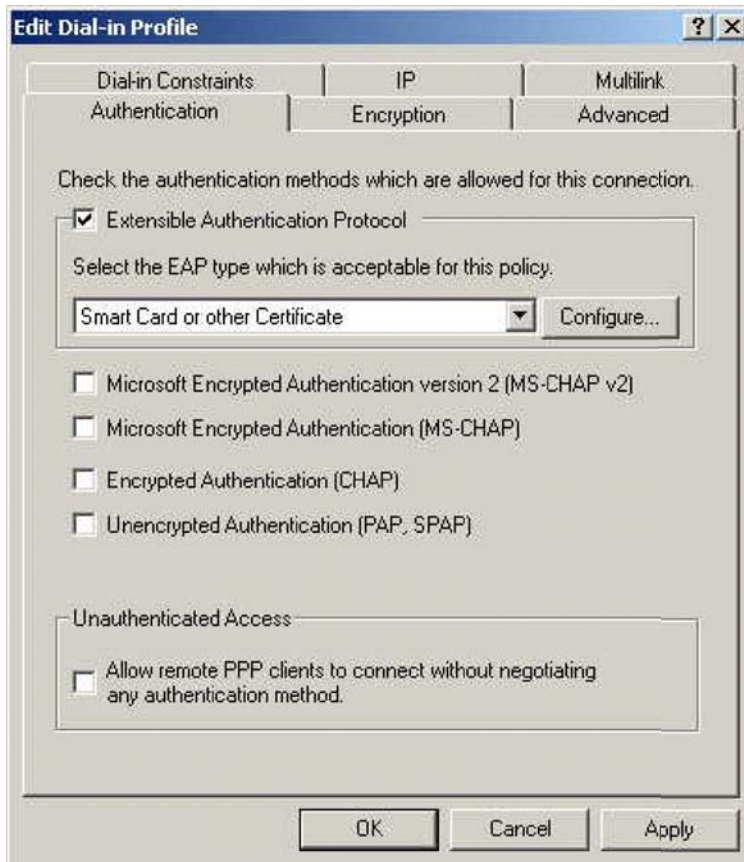 Edit Dial-in Profile
Dial-in Constraints
IP
Multilink
Authentication
Encryption
Advanced
Check the authentication methods which are allowed for this connection.
Extensible Authentication Protocol
Select the EAP type which is acceptable for this policy.
Smart Card or other Certificate
Configure...
Microsoft Encrypted Authentication version 2 (MS-CHAP v2)
Microsoft Encrypted Authentication (MS-CHAP)
Encrypted Authentication (CHAP)
Unencrypted Authentication (PAP, SPAP)
Unauthenticated Access
Allow remote PPP clients to connect without negotiating
any authentication method.
OK
Cancel
Apply